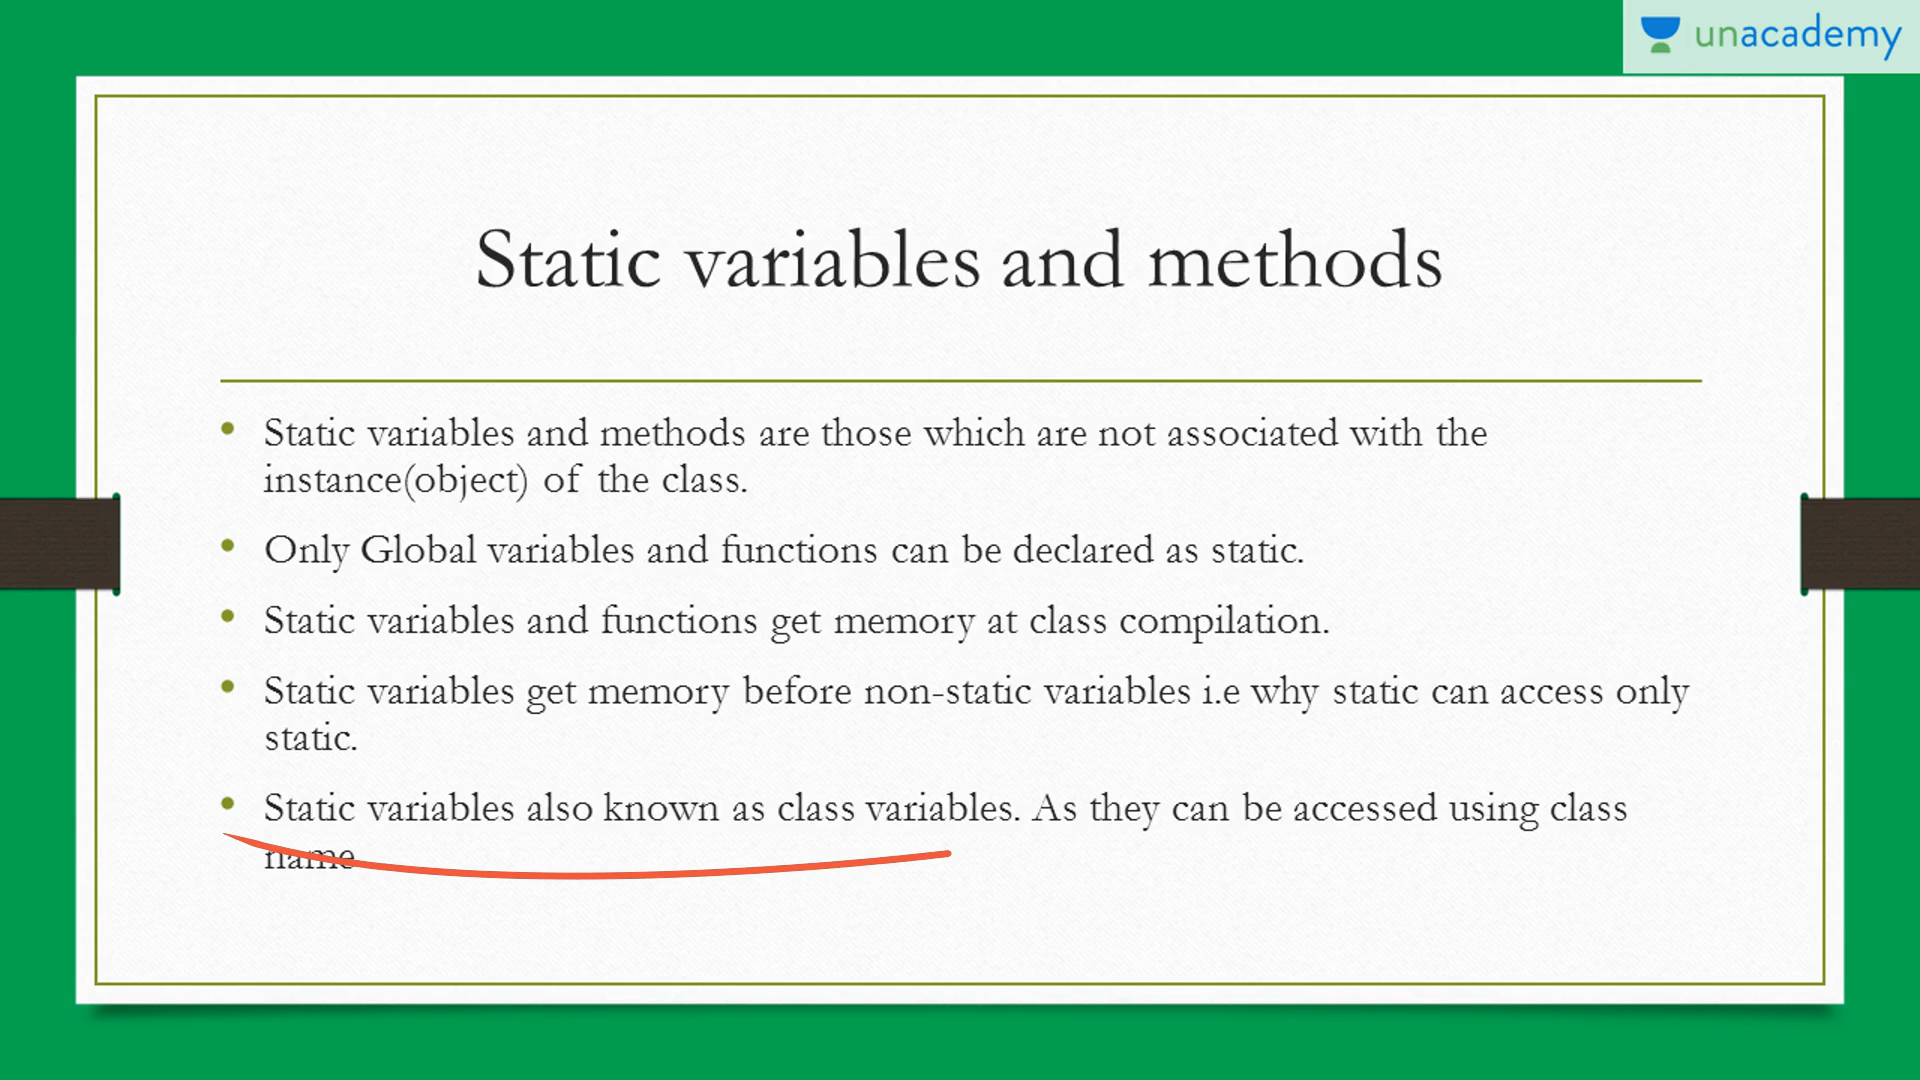 unacademy
Static variables and methods
• Static variables and methods are those which are not associated with the
instance(object) of the class.
• Only Global variables and functions can be declared as static.
• Static variables and functions get memory at class compilation.
• Static variables get memory before non-static variables i.e why static can access only
static.
• Static variables also known as class variables. As they can be accessed using class
name